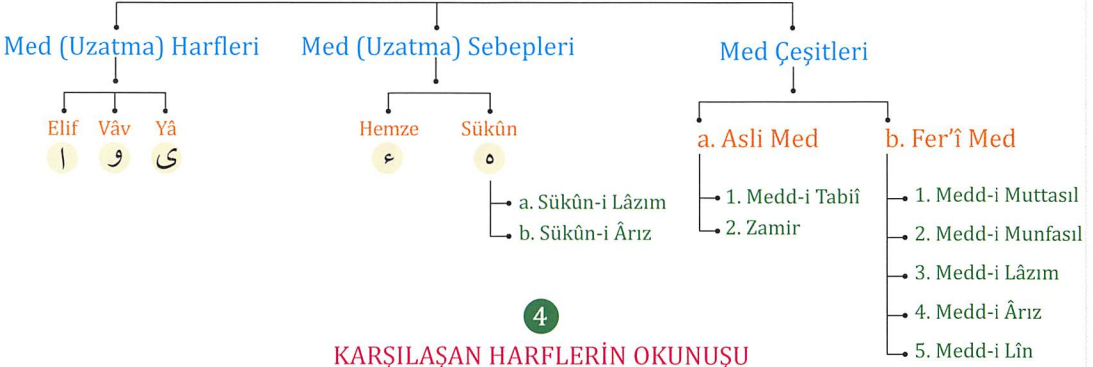 Med (Uzatma) Harfleri
Elif Vâv Yâ
ا و ى
Med (Uzatma) Sebepleri
Hemze Sükûn
ء ه
a. Sükûn-i Lâzım
b. Sükûn-i Ârız
Med Çeşitleri
a. Asli Med
1. Medd-i Tabiî
2. Zamir
b. Fer’î Med
1. Medd-i Muttasıl
2. Medd-i Munfasıl
3. Medd-i Lâzım
4. Medd-i Ârız
5. Medd-i Lîn
4
KARŞILAŞAN HARFLERİN OKUNUŞU